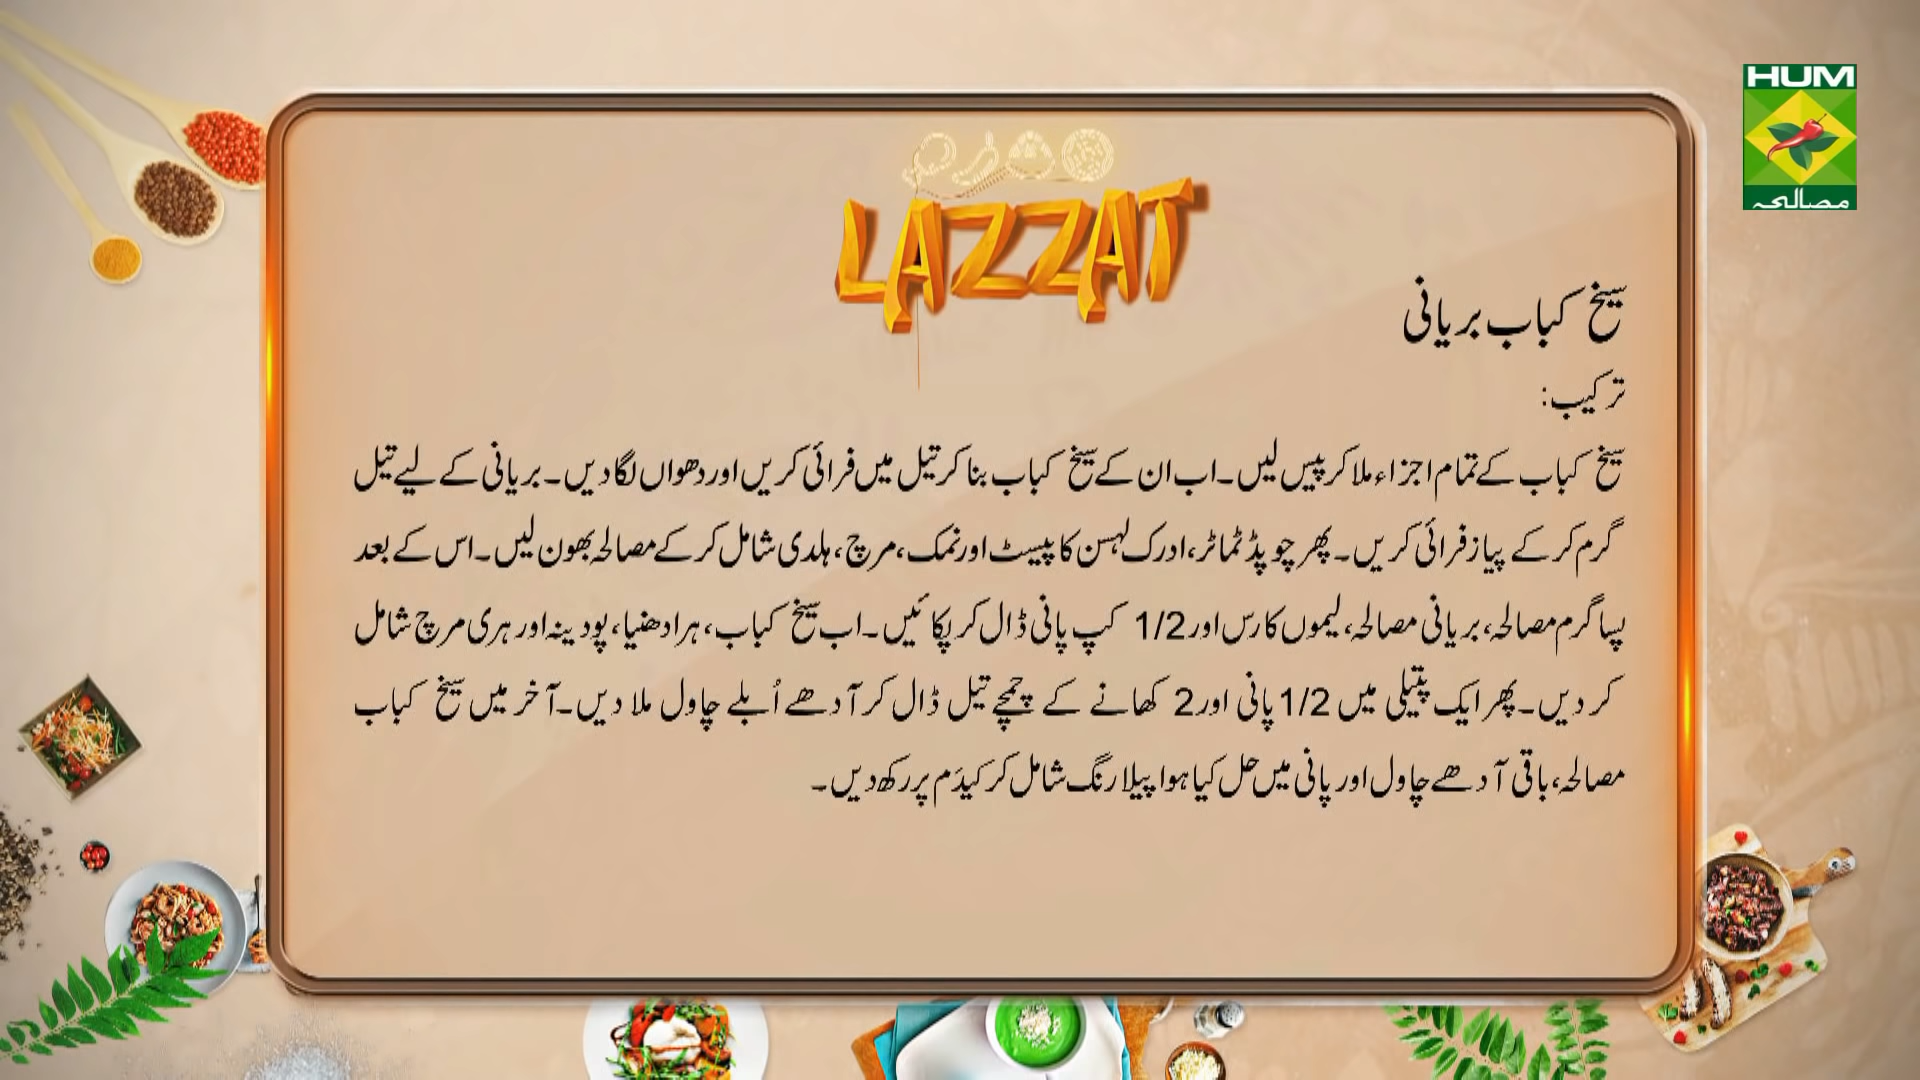 HUM
مصالحہ
LAZZAT
سیخ کباب بریانی
ترکیب:
سیخ کباب کے تمام اجزاء ملا کر پیس لیں۔ اب ان کے سیخ کباب بنا کر تیل میں فرائی کریں اور دھواں لگا دیں۔ بریانی کے لیے تیل
گرم کر کے پیاز فرائی کریں۔ پھر چوپڈ ٹماٹر، ادرک لہسن کا پیسٹ اور نمک، مرچ، ہلدی شامل کر کے مصالحہ بھون لیں۔ اس کے بعد
پسا گرم مصالحہ، بریانی مصالحہ، لیموں کا رس اور 1/2 کپ پانی ڈال کر پکائیں۔ اب سیخ کباب، ہرا دھنیا، پودینہ اور ہری مرچ شامل
کر دیں۔ پھر ایک پتیلی میں 1/2 پانی اور 2 کھانے کے چمچے تیل ڈال کر آدھے اُبلے چاول ملا دیں۔ آخر میں سیخ کباب
مصالحہ، باقی آدھے چاول اور پانی میں حل کیا ہوا پیلا رنگ شامل کر کیدَم پر رکھ دیں۔